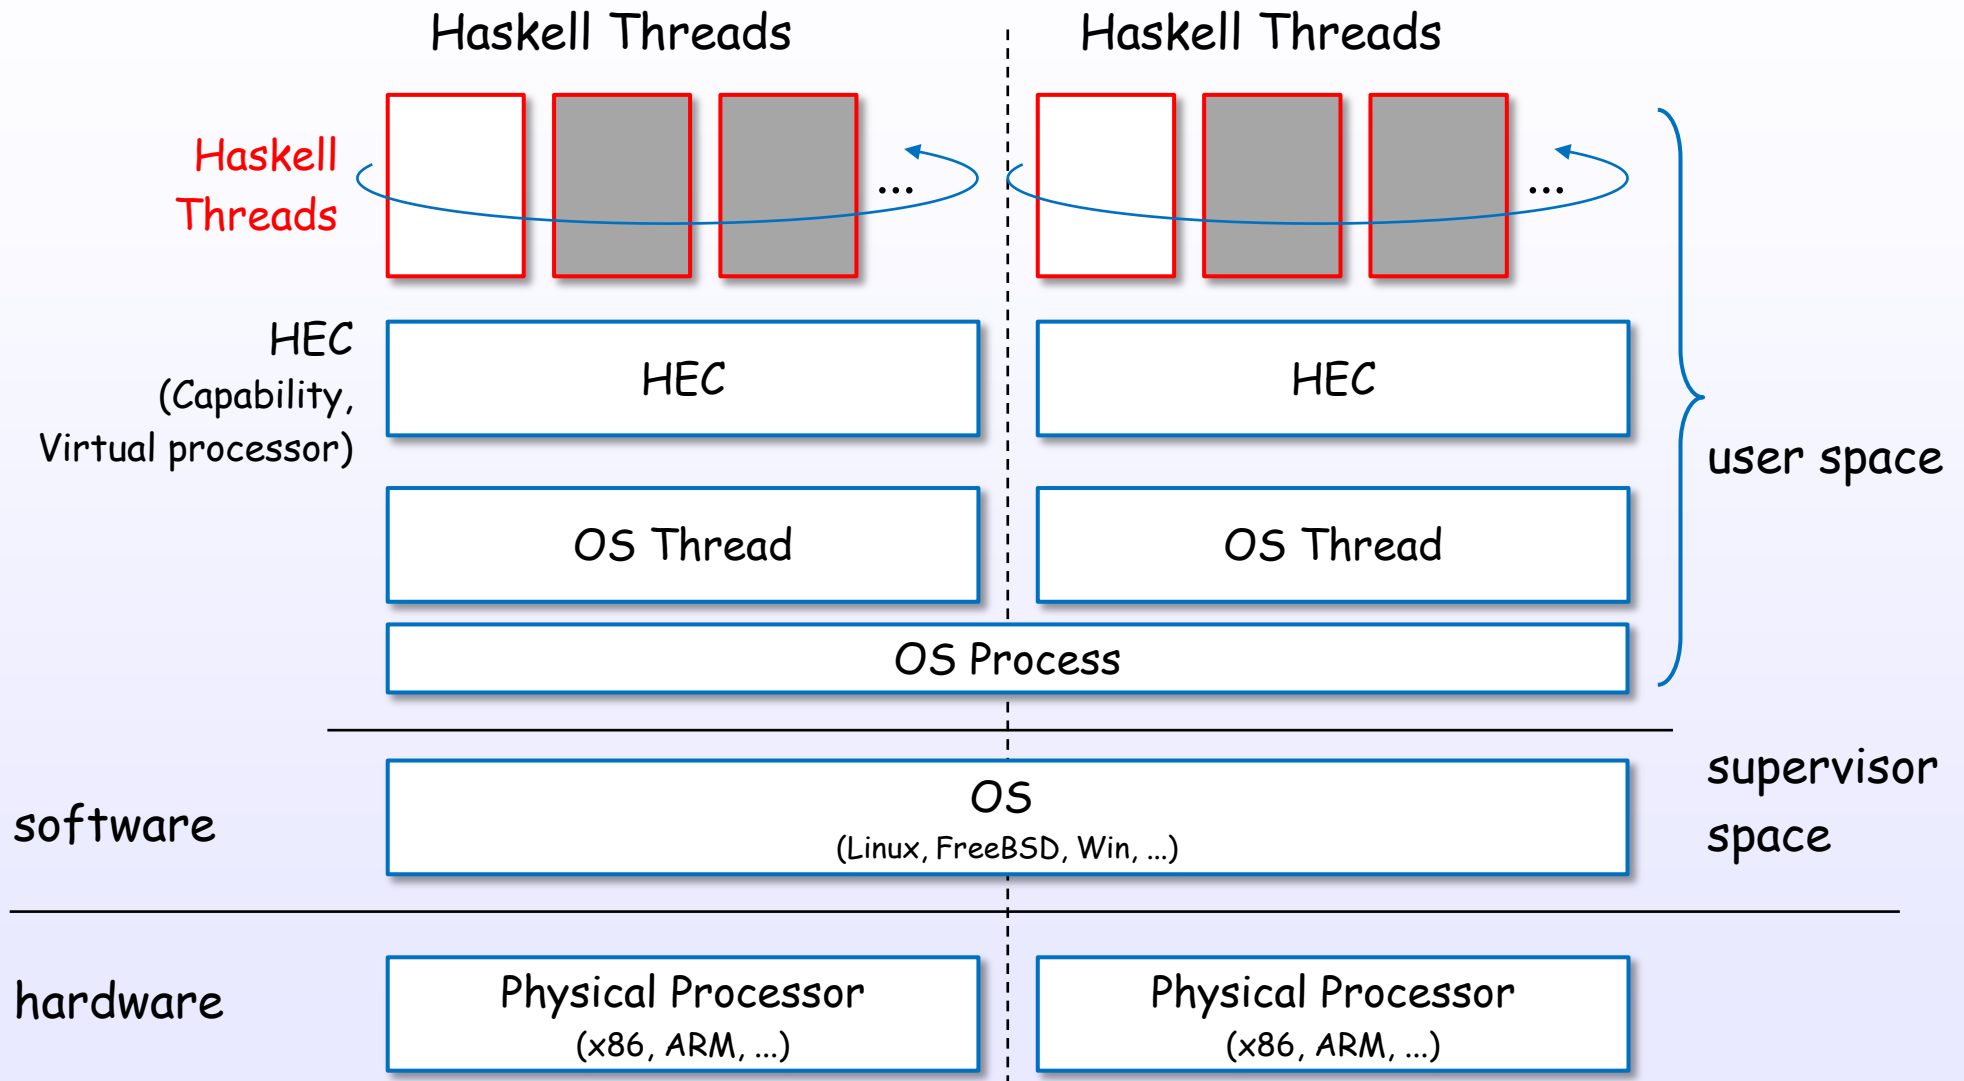 Haskell Threads
Haskell Threads
Haskell
Threads
...
...
HEC
(Capability,
Virtual processor)
HEC
HEC
user space
OS Thread
OS Thread
OS Process
supervisor
space
software
OS
(Linux, FreeBSD, Win, ...)
hardware
Physical Processor
(x86, ARM, ...)
Physical Processor
(x86, ARM, ...)